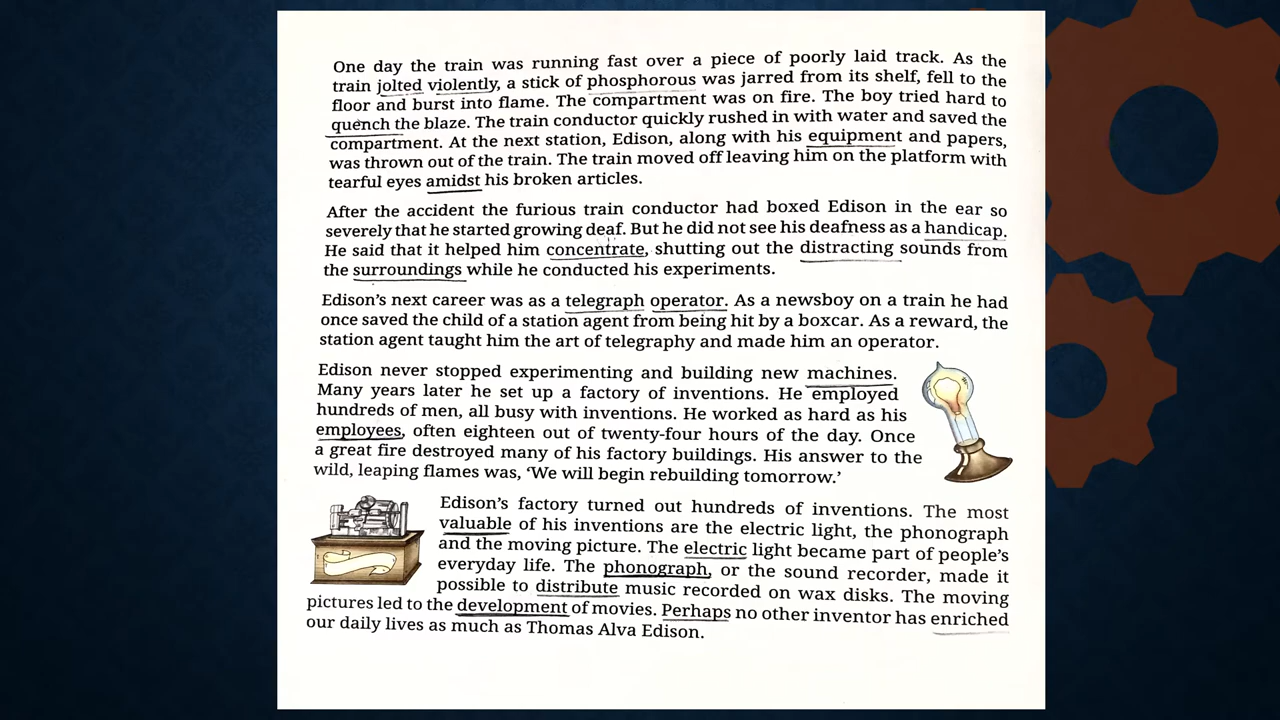 One day the train was running fast over a piece of poorly laid track. As the
train jolted violently, a stick of phosphorous was jarred from its shelf, fell to the
floor and burst into flame. The compartment was on fire. The boy tried hard to
quench the blaze. The train conductor quickly rushed in with water and saved the
compartment. At the next station, Edison, along with his equipment and papers,
was thrown out of the train. The train moved off leaving him on the platform with
tearful eyes amidst his broken articles.
After the accident the furious train conductor had boxed Edison in the ear so
severely that he started growing deaf. But he did not see his deafness as a handicap.
He said that it helped him concentrate, shutting out the distracting sounds from
the surroundings while he conducted his experiments.
Edison's next career was as a telegraph operator. As a newsboy on a train he had
once saved the child of a station agent from being hit by a boxcar. As a reward, the
station agent taught him the art of telegraphy and made him an operator.
Edison never stopped experimenting and building new machines.
Many years later he set up a factory of inventions. He employed
hundreds of men, all busy with inventions. He worked as hard as his
employees, often eighteen out of twenty-four hours of the day. Once
a great fire destroyed many of his factory buildings. His answer to the
wild, leaping flames was, 'We will begin rebuilding tomorrow.'
Edison's factory turned out hundreds of inventions. The most
valuable of his inventions are the electric light, the phonograph
and the moving picture. The electric light became part of people's
everyday life. The phonograph, or the sound recorder, made it
possible to distribute music recorded on wax disks. The moving
pictures led to the development of movies. Perhaps no other inventor has enriched
our daily lives as much as Thomas Alva Edison.